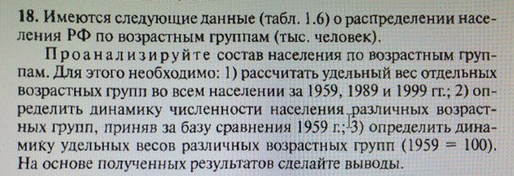 18. Имеются следующие данные (табл. 1.6) о распределении насе-
ления РФ по возрастным группам (тыс. человек).
Проанализируйте состав населения по возрастным груп-
пам. Для этого необходимо: 1) рассчитать удельный вес отдельных
возрастных групп во всем населении за 1959, 1989 и 1999 гг.; 2) оп-
ределить динамику численности населения различных возраст-
ных групп, приняв за базу сравнения 1959 г.; 3) определить дина-
мику удельных весов различных возрастных групп (1959 = 100).
На основе полученных результатов сделайте выводы.